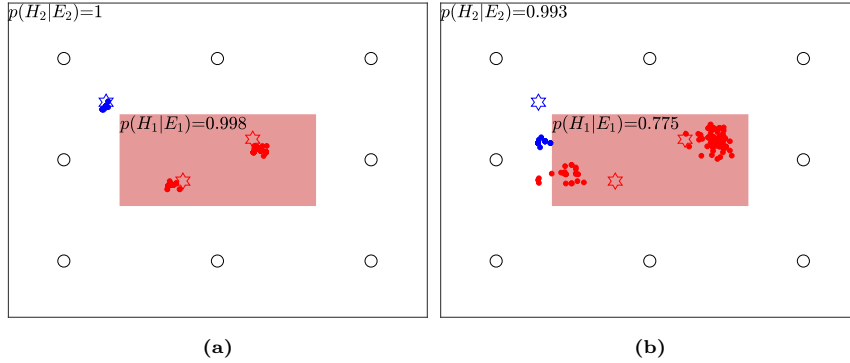 p(H₂|E₂)=1
p(H₁|E₁)=0.998
(a)
p(H₂|E₂)=0.993
p(H₁|E₁)=0.775
(b)